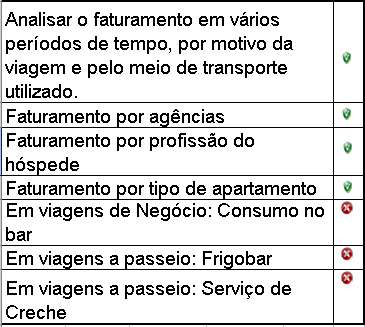 Analisar o faturamento em vários
períodos de tempo, por motivo da
viagem e pelo meio de transporte
utilizado.
Faturamento por agências
Faturamento por profissão do
hóspede
Faturamento por tipo de apartamento
Em viagens de Negócio: Consumo no
bar
Em viagens a passeio: Frigobar
Em viagens a passeio: Serviço de
Creche